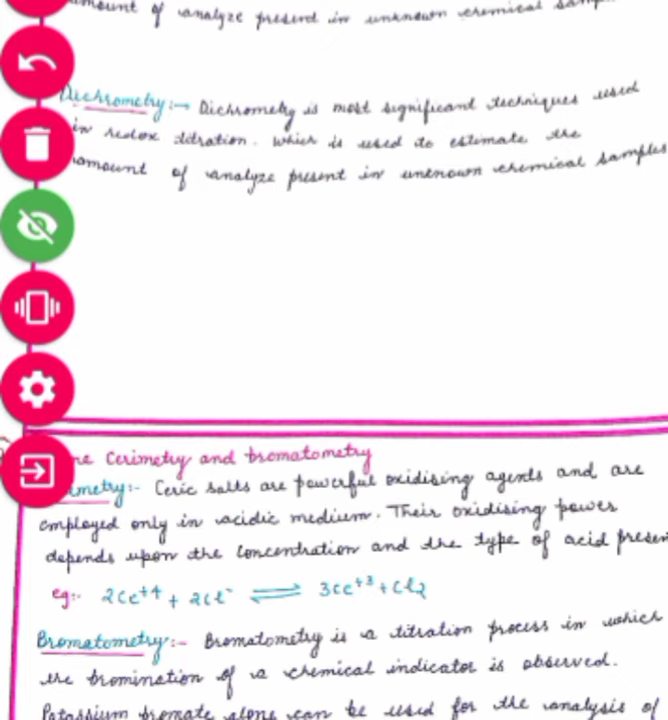 amount of analyze present in unknown chemical
Dichrometry:→ Dichrometry is most significant techniques used
in redox titration. Which is used to estimate the
amount of analyze present in unknown chemical samples
Cerimetry and bromatometry
imetry:- Ceric salts are powerful oxidising agents and are
employed only in acidic medium. Their oxidising power
depends upon the concentration and the type of acid presen
eg:- 2Ce⁺⁴ + 2Cl⁻ ⇌ 3Ce⁺³ + Cl2
Bromatometry:- Bromatometry is a titration process in which
the bromination of a chemical indicator is observed.
Potassium bromate alone can be used for the analysis of